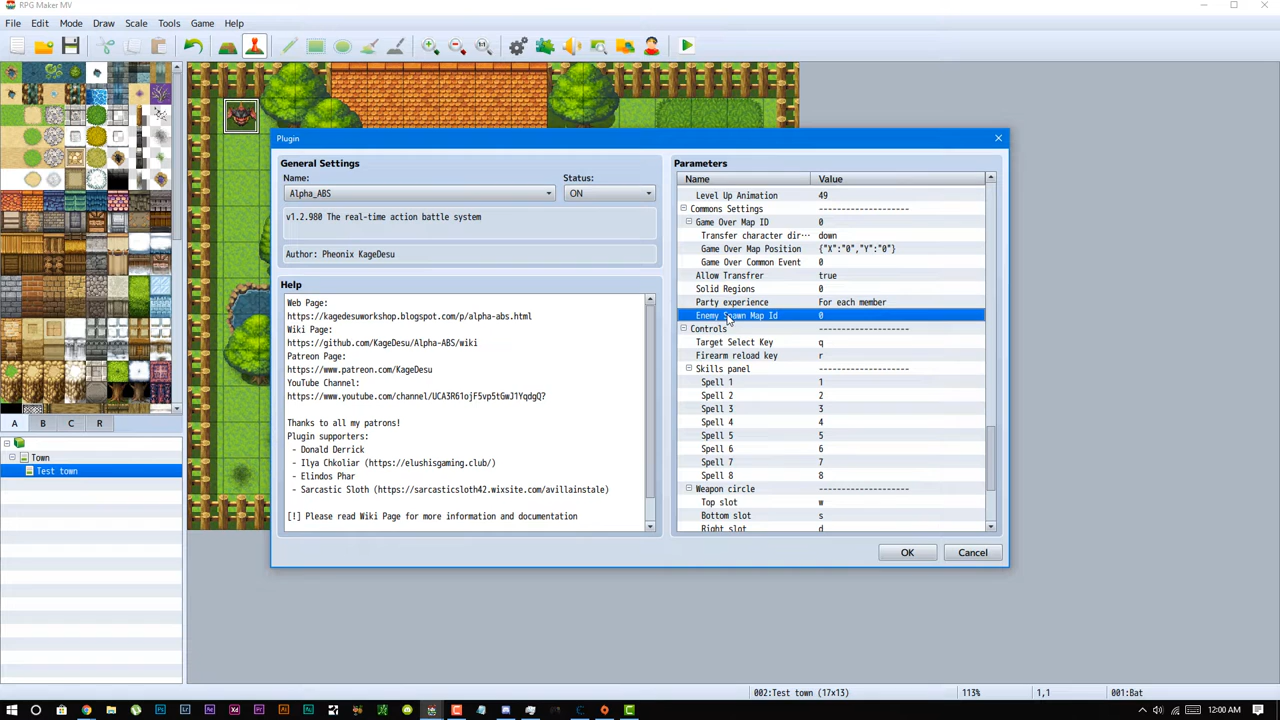 RPG Maker MV
File Edit Mode Draw Scale Tools Game Help
Plugin
General Settings
Name: Status:
Alpha_ABS ON
v1.2.980 The real-time action battle system
Author: Pheonix KageDesu
Help
Web Page:
https://kagedesuworkshop.blogspot.com/p/alpha-abs.html
Wiki Page:
https://github.com/KageDesu/Alpha-ABS/wiki
Patreon Page:
https://www.patreon.com/KageDesu
YouTube Channel:
https://www.youtube.com/channel/UCA3R61ojF5vp5tGwJ1YqdgQ?
Thanks to all my patrons!
Plugin supporters:
- Donald Derrick
- Ilya Chkoliar (https://elushisgaming.club/)
- Elindos Phar
- Sarcastic Sloth (https://sarcasticsloth42.wixsite.com/avillainstale)
[!] Please read Wiki Page for more information and documentation
Parameters
Name Value
Level Up Animation 49
Commons Settings --------------------
Game Over Map ID 0
Transfer character dir··· down
Game Over Map Position {"X":"0","Y":"0"}
Game Over Common Event 0
Allow Transfrer true
Solid Regions 0
Party experience For each member
Enemy Spawn Map Id 0
Controls --------------------
Target Select Key q
Firearm reload key r
Skills panel --------------------
Spell 1 1
Spell 2 2
Spell 3 3
Spell 4 4
Spell 5 5
Spell 6 6
Spell 7 7
Spell 8 8
Weapon circle --------------------
Top slot w
Bottom slot s
Right slot d
OK Cancel
A B C R
Town
Test town
002:Test town (17x13) 113% 1,1 001:Bat
12:00 AM